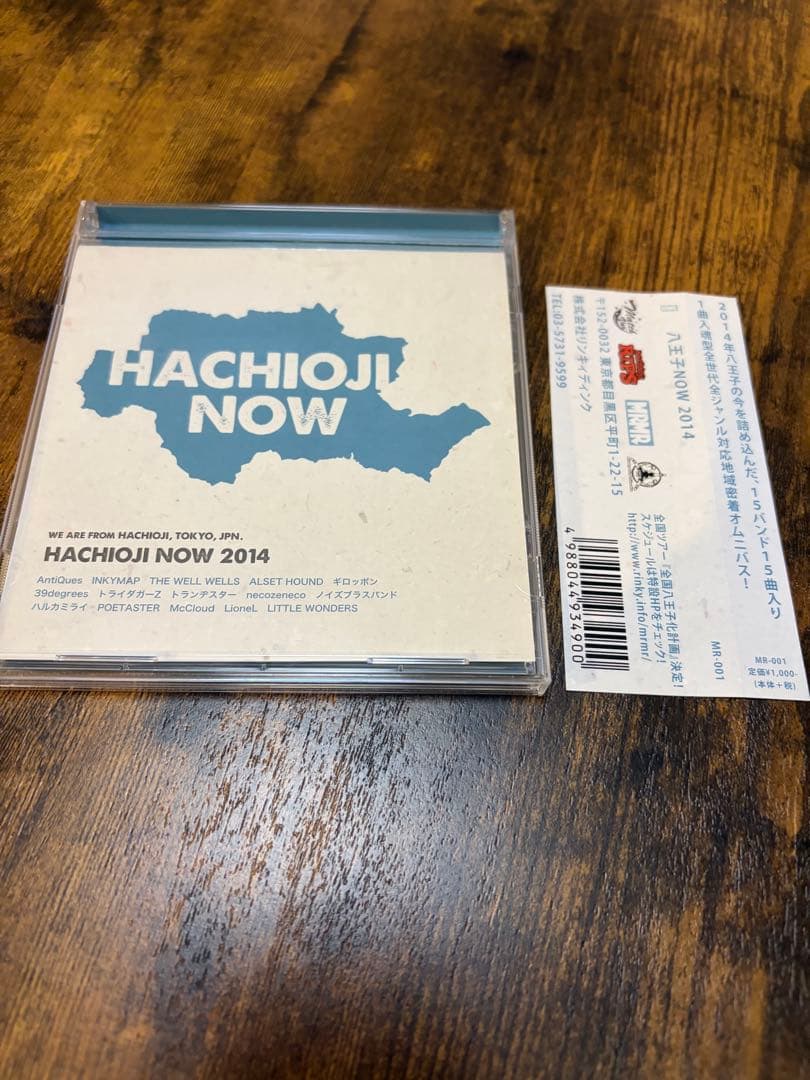 HACHIOJI
NOW
WE ARE FROM HACHIOJI, TOKYO, JPN.
HACHIOJI NOW 2014
AntiQues INKYMAP THE WELL WELLS ALSET HOUND ギロッポン
39degrees トライダガーZ トランヂスター necozeneco ノイズブラスバンド
ハルカミライ POETASTER McCloud LioneL LITTLE WONDERS
2014年八王子の今を詰め込んだ、15バンド15曲入り
1曲入魂型全世代全ジャンル対応地域密着オムニバス!
MR-001
定価¥1,000-
(本体+税)
八王子NOW 2014
MR-001
MRMR
全国ツアー『全国八王子化計画』決定!
スケジュールは特設HPをチェック!
http://www.rinky.info/mrmr/
株式会社リンキィディンク
〒152-0032 東京都目黒区平町1-22-15
TEL:03-5731-9599
4 988044 934900